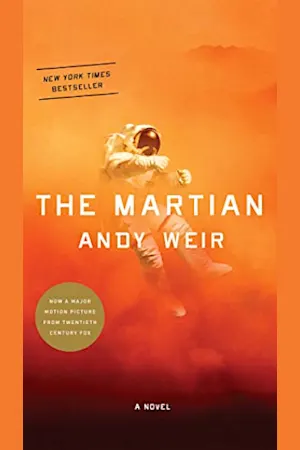 NEW YORK TIMES
BESTSELLER
THE MARTIAN
ANDY WEIR
NOW A MAJOR
MOTION PICTURE
FROM TWENTIETH
CENTURY FOX
A NOVEL